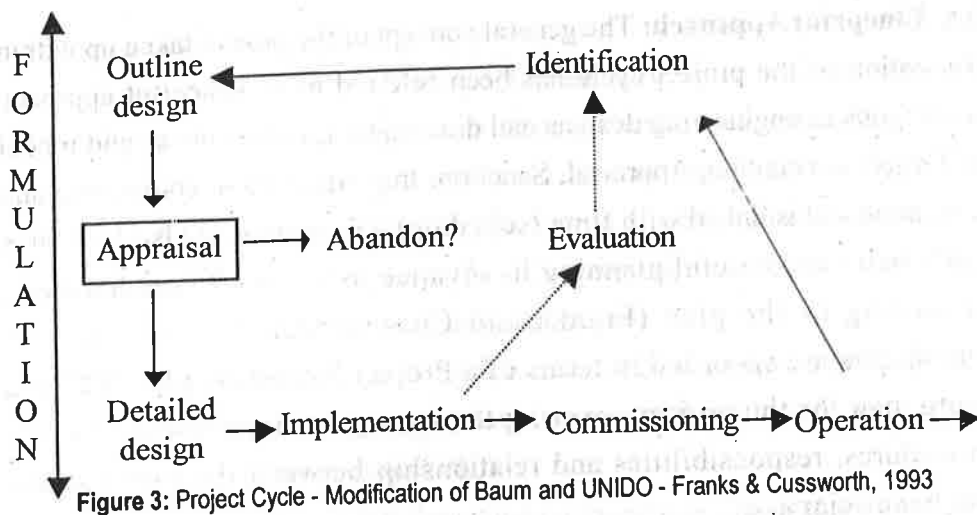 FORMULATION
Outline
design
Identification
Appraisal
Abandon?
Evaluation
Detailed
design
Implementation
Commissioning
Operation
Figure 3: Project Cycle - Modification of Baum and UNIDO - Franks & Cussworth, 1993